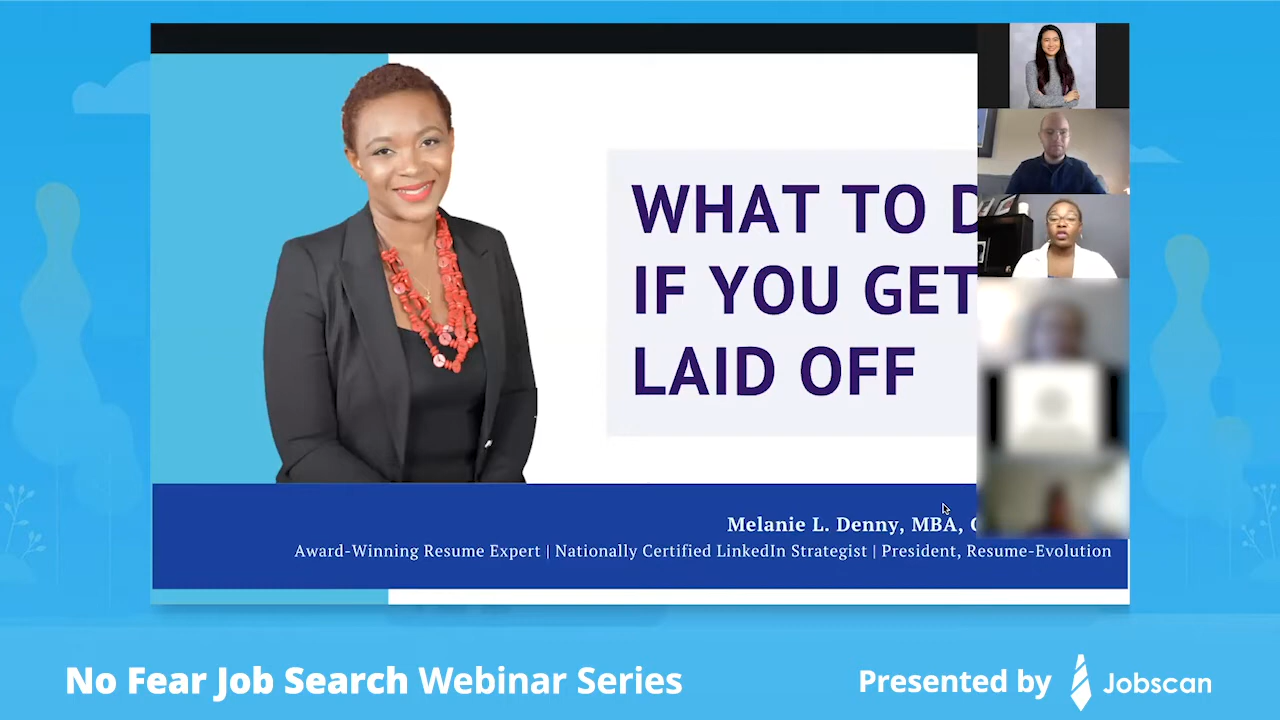 WHAT TO D
IF YOU GET
LAID OFF
Melanie L. Denny, MBA,
Award-Winning Resume Expert | Nationally Certified LinkedIn Strategist | President, Resume-Evolution
No Fear Job Search Webinar Series
Presented by Jobscan